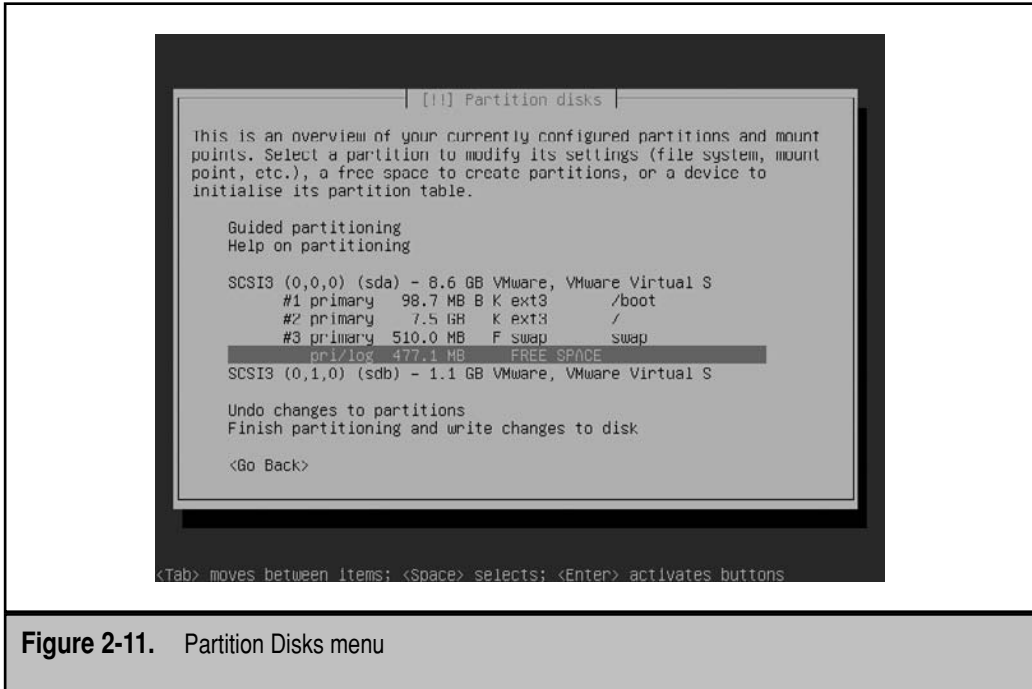 [!!] Partition disks
This is an overview of your currently configured partitions and mount
points. Select a partition to modify its settings (file system, mount
point, etc.), a free space to create partitions, or a device to
initialise its partition table.
Guided partitioning
Help on partitioning
SCSI3 (0,0,0) (sda) - 8.6 GB VMware, VMware Virtual S
#1 primary 98.7 MB B K ext3 /boot
#2 primary 7.5 GB K ext3 /
#3 primary 510.0 MB F swap swap
pri/log 477.1 MB FREE SPACE
SCSI3 (0,1,0) (sdb) - 1.1 GB VMware, VMware Virtual S
Undo changes to partitions
Finish partitioning and write changes to disk
<Go Back>
<Tab> moves between items; <Space> selects; <Enter> activates buttons
Figure 2-11. Partition Disks menu